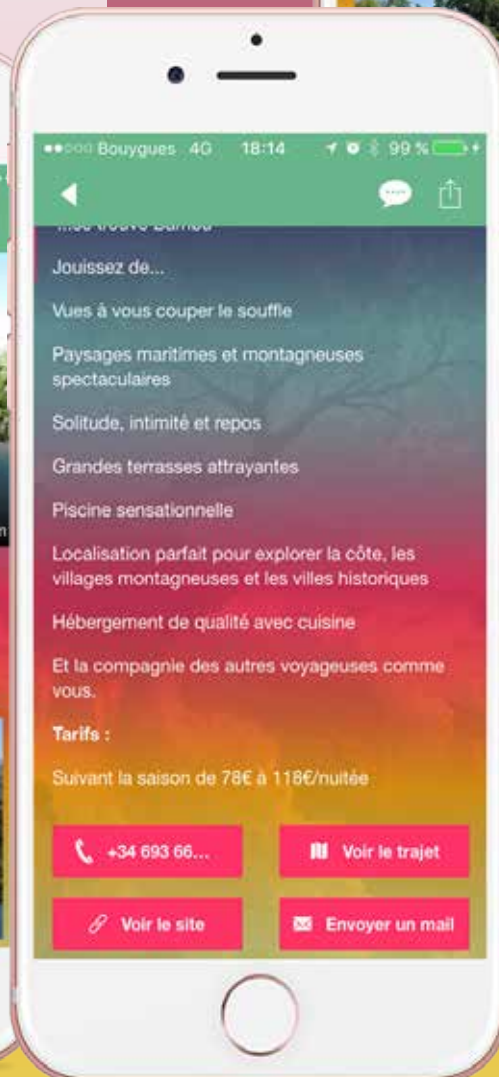 Bouygues 4G 18:14 99 %
Jouissez de...
Vues à vous couper le souffle
Paysages maritimes et montagneuses
spectaculaires
Solitude, intimité et repos
Grandes terrasses attrayantes
Piscine sensationnelle
Localisation parfait pour explorer la côte, les
villages montagneuses et les villes historiques
Hébergement de qualité avec cuisine
Et la compagnie des autres voyageuses comme
vous.
Tarifs :
Suivant la saison de 78€ à 118€/nuitée
+34 693 66...
Voir le trajet
Voir le site
Envoyer un mail